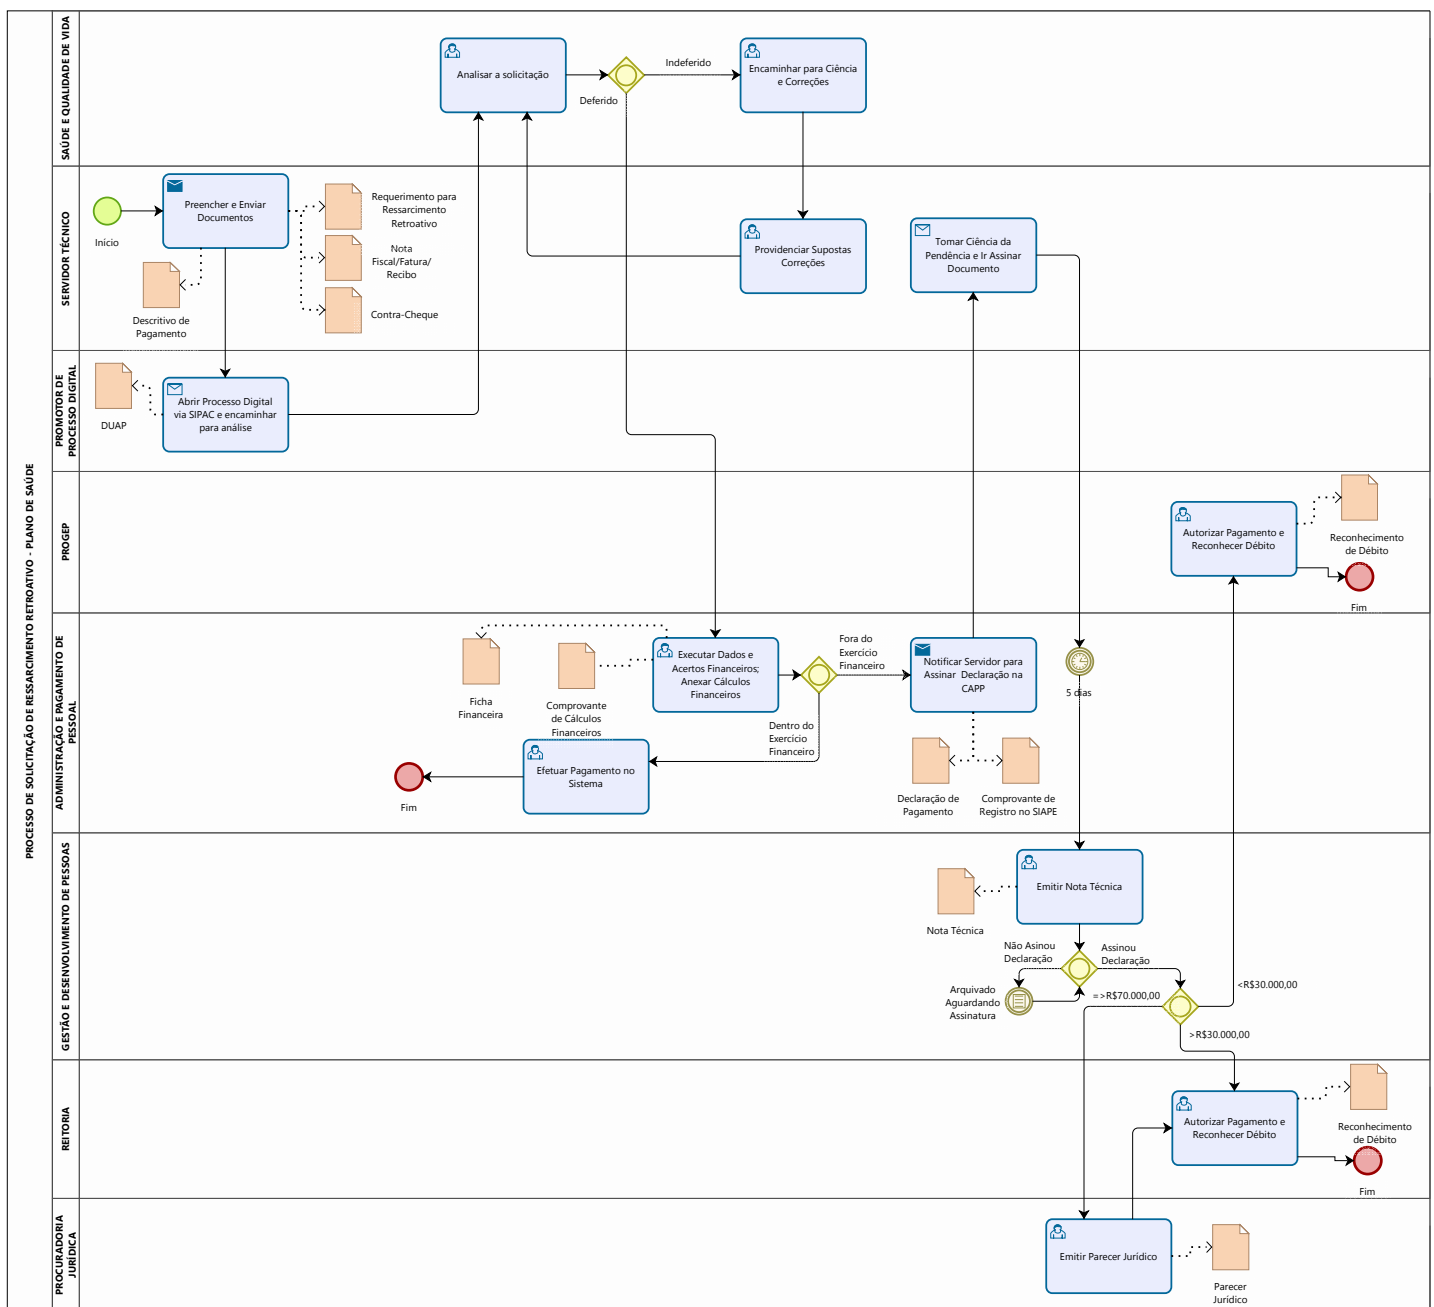 PROCESSO DE SOLICITAÇÃO DE RESSARCIMENTO RETROATIVO - PLANO DE SAÚDE
SAÚDE E QUALIDADE DE VIDA
Analisar a solicitação
Deferido
Indeferido
Encaminhar para Ciência
e Correções
SERVIDOR TÉCNICO
Início
Preencher e Enviar
Documentos
Descritivo de
Pagamento
Requerimento para
Ressarcimento
Retroativo
Nota
Fiscal/Fatura/
Recibo
Contra-Cheque
Providenciar Supostas
Correções
Tomar Ciência da
Pendência e Ir Assinar
Documento
PROMOTOR DE
PROCESSO DIGITAL
DUAP
Abrir Processo Digital
via SIPAC e encaminhar
para análise
PROGEP
Autorizar Pagamento e
Reconhecer Débito
Reconhecimento
de Débito
Fim
ADMINISTRAÇÃO E PAGAMENTO DE
PESSOAL
Ficha
Financeira
Comprovante
de Cálculos
Financeiros
Executar Dados e
Acertos Financeiros;
Anexar Cálculos
Financeiros
Fora do
Exercício
Financeiro
Dentro do
Exercício
Financeiro
Notificar Servidor para
Assinar Declaração na
CAPP
5 dias
Efetuar Pagamento no
Sistema
Fim
Declaração de
Pagamento
Comprovante de
Registro no SIAPE
GESTÃO E DESENVOLVIMENTO DE PESSOAS
Emitir Nota Técnica
Nota Técnica
Não Asinou
Declaração
Assinou
Declaração
Arquivado
Aguardando
Assinatura
=>R$70.000,00
<R$30.000,00
>R$30.000,00
REITORIA
Autorizar Pagamento e
Reconhecer Débito
Reconhecimento
de Débito
Fim
PROCURADORIA
JURÍDICA
Emitir Parecer Jurídico
Parecer
Jurídico